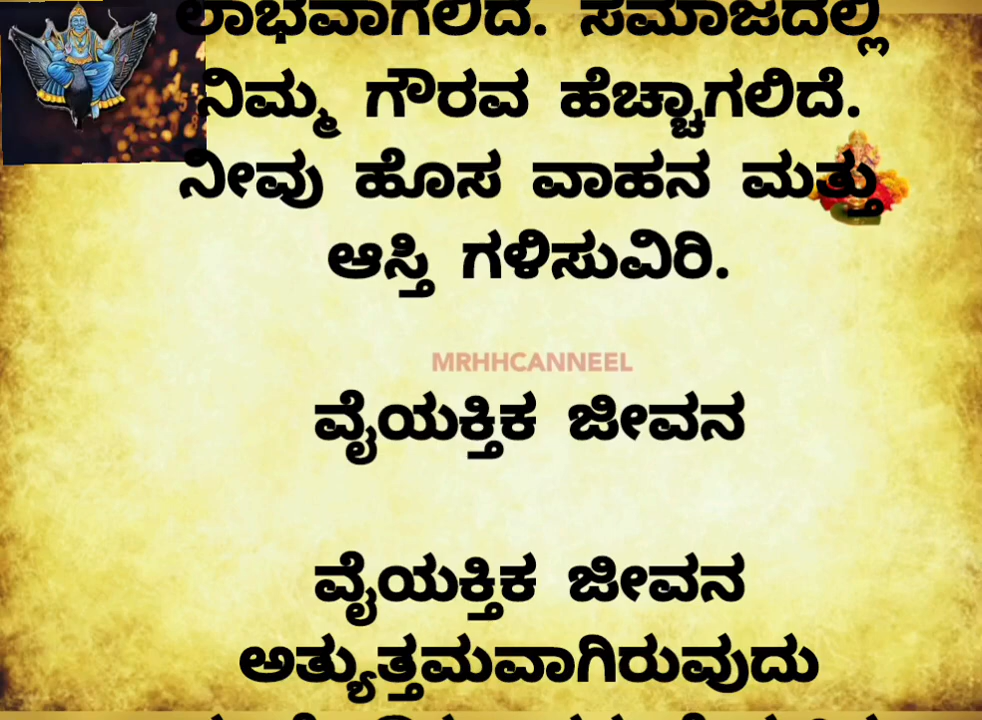 ಲಾಭವಾಗಲಿದೆ. ಸಮಾಜದಲ್ಲಿ
ನಿಮ್ಮ ಗೌರವ ಹೆಚ್ಚಾಗಲಿದೆ.
ನೀವು ಹೊಸ ವಾಹನ ಮತ್ತು
ಆಸ್ತಿ ಗಳಿಸುವಿರಿ.
MRHHCANNEEL
ವೈಯಕ್ತಿಕ ಜೀವನ
ವೈಯಕ್ತಿಕ ಜೀವನ
ಅತ್ಯುತ್ತಮವಾಗಿರುವುದು